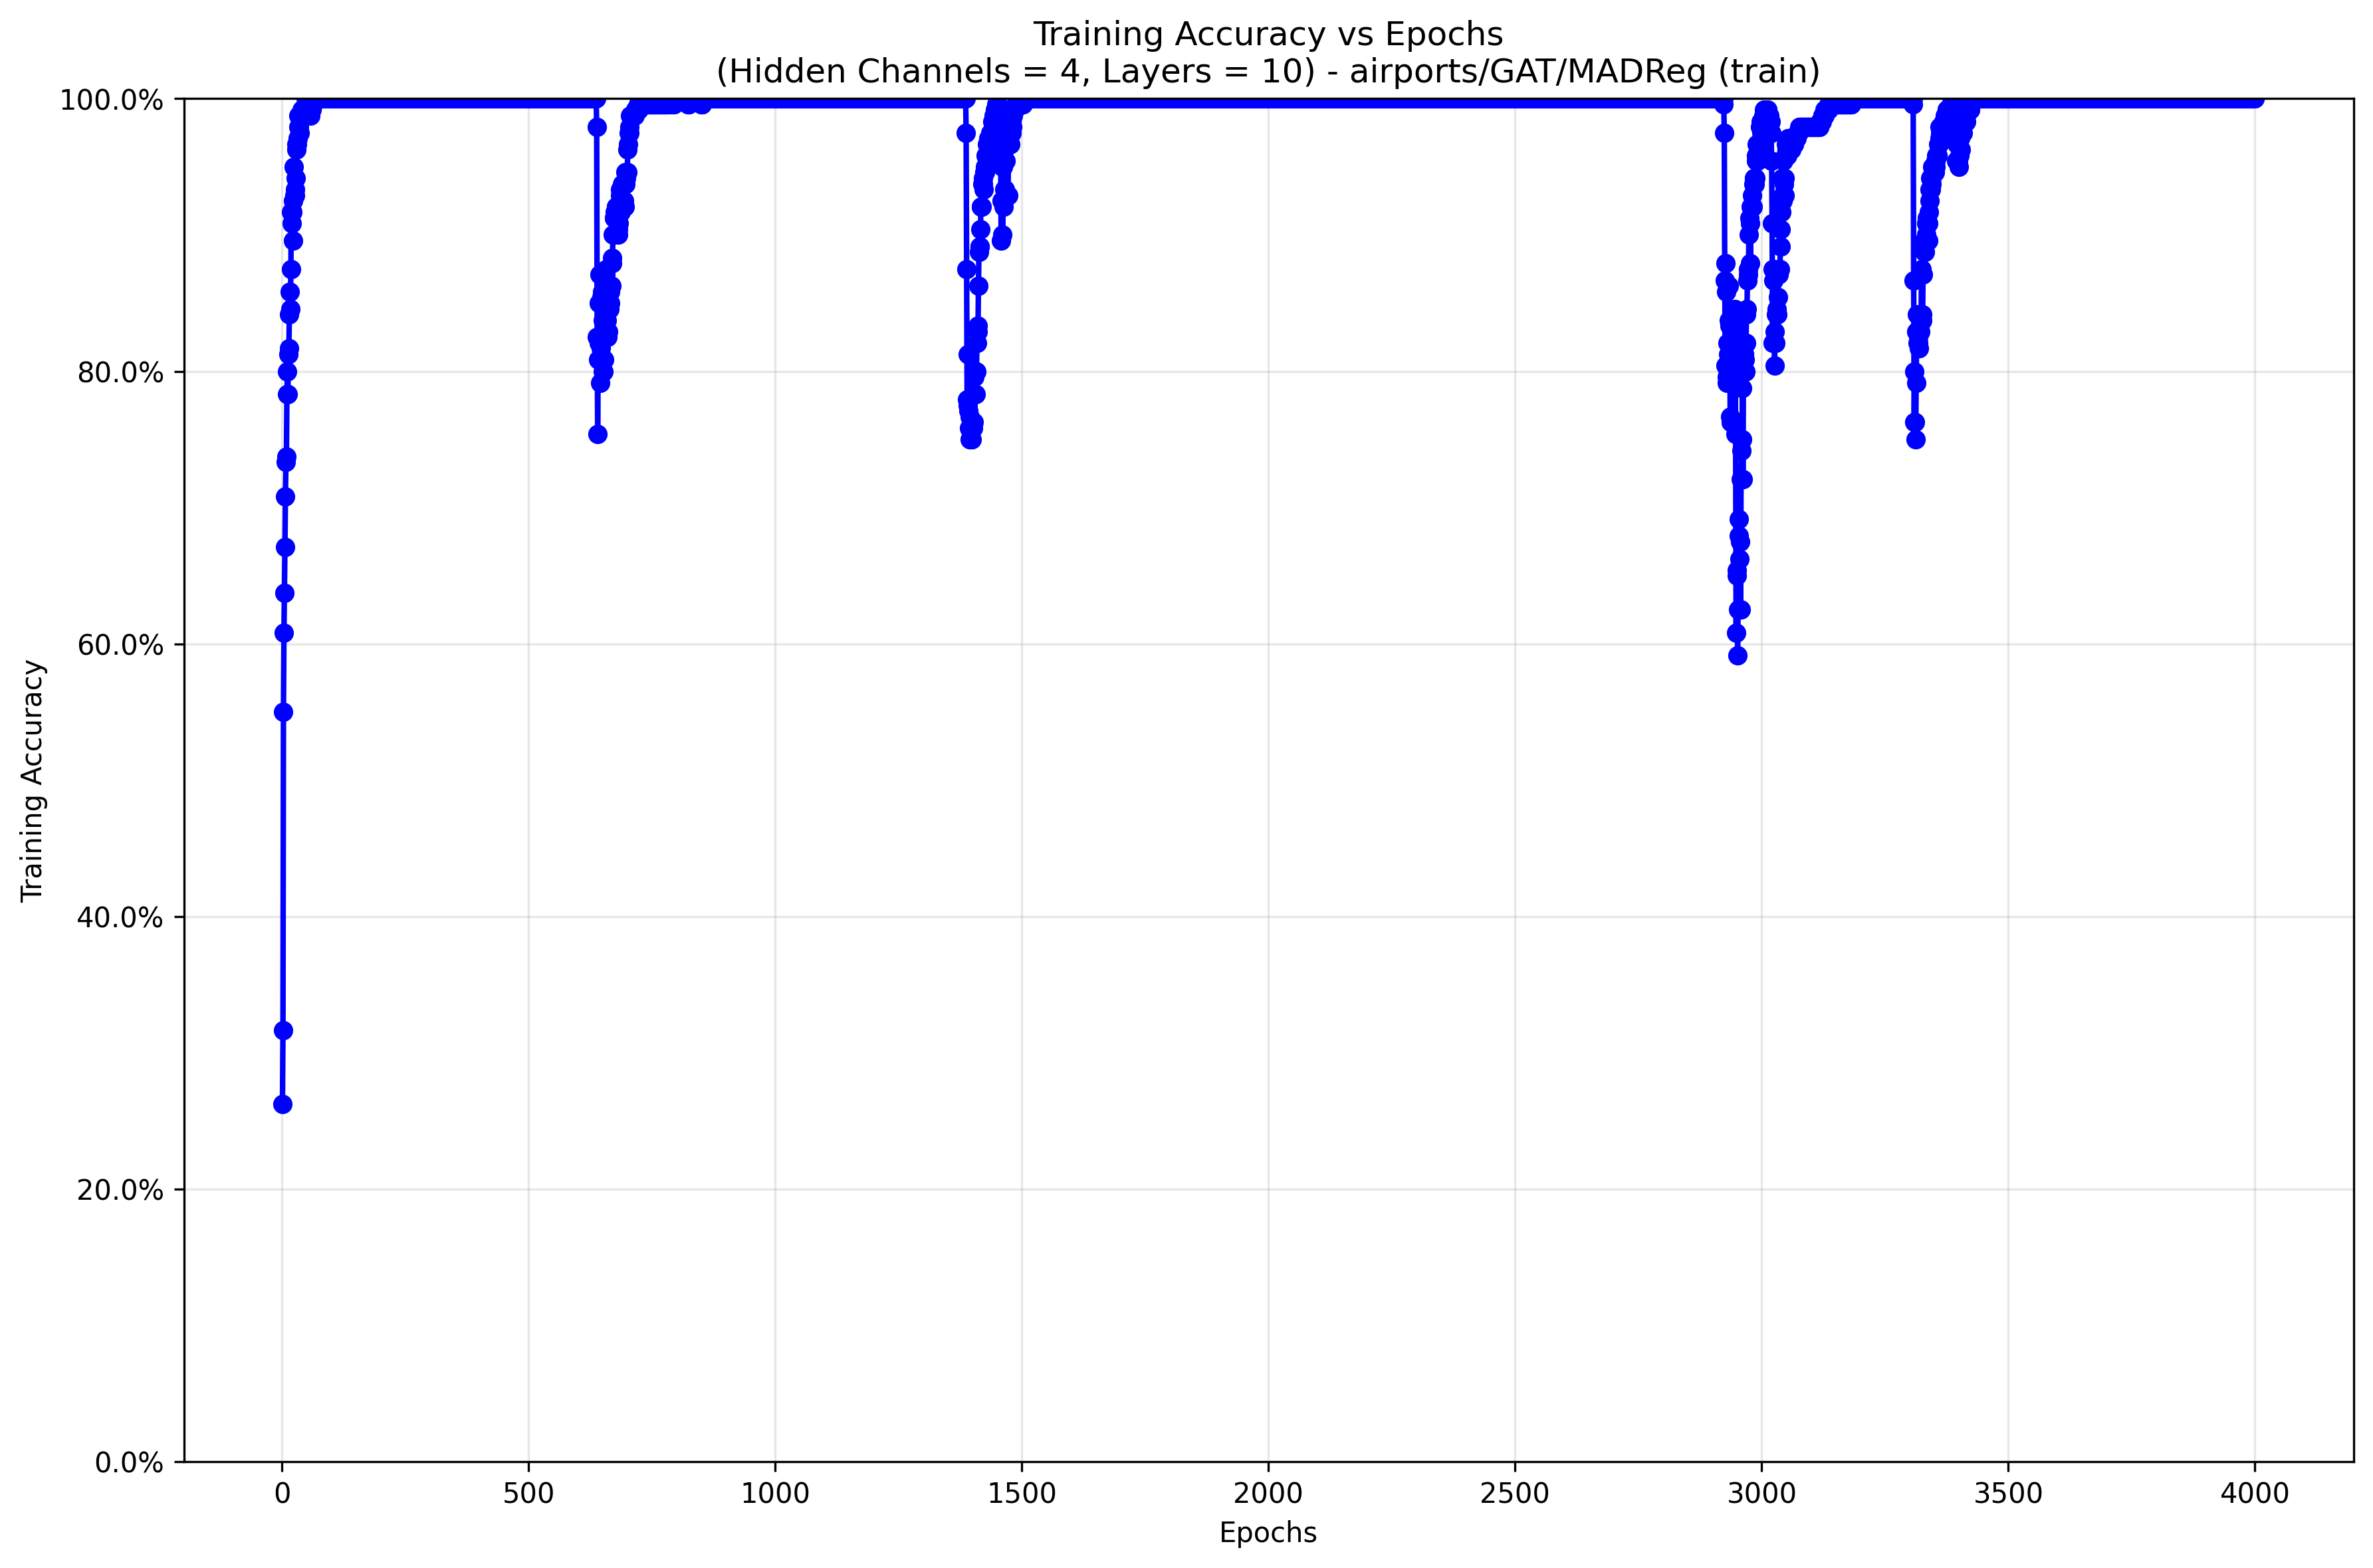 Training Accuracy vs Epochs
(Hidden Channels = 4, Layers = 10) - airports/GAT/MADReg (train)
100.0%
80.0%
60.0%
40.0%
20.0%
0.0%
Training Accuracy
0 500 1000 1500 2000 2500 3000 3500 4000
Epochs